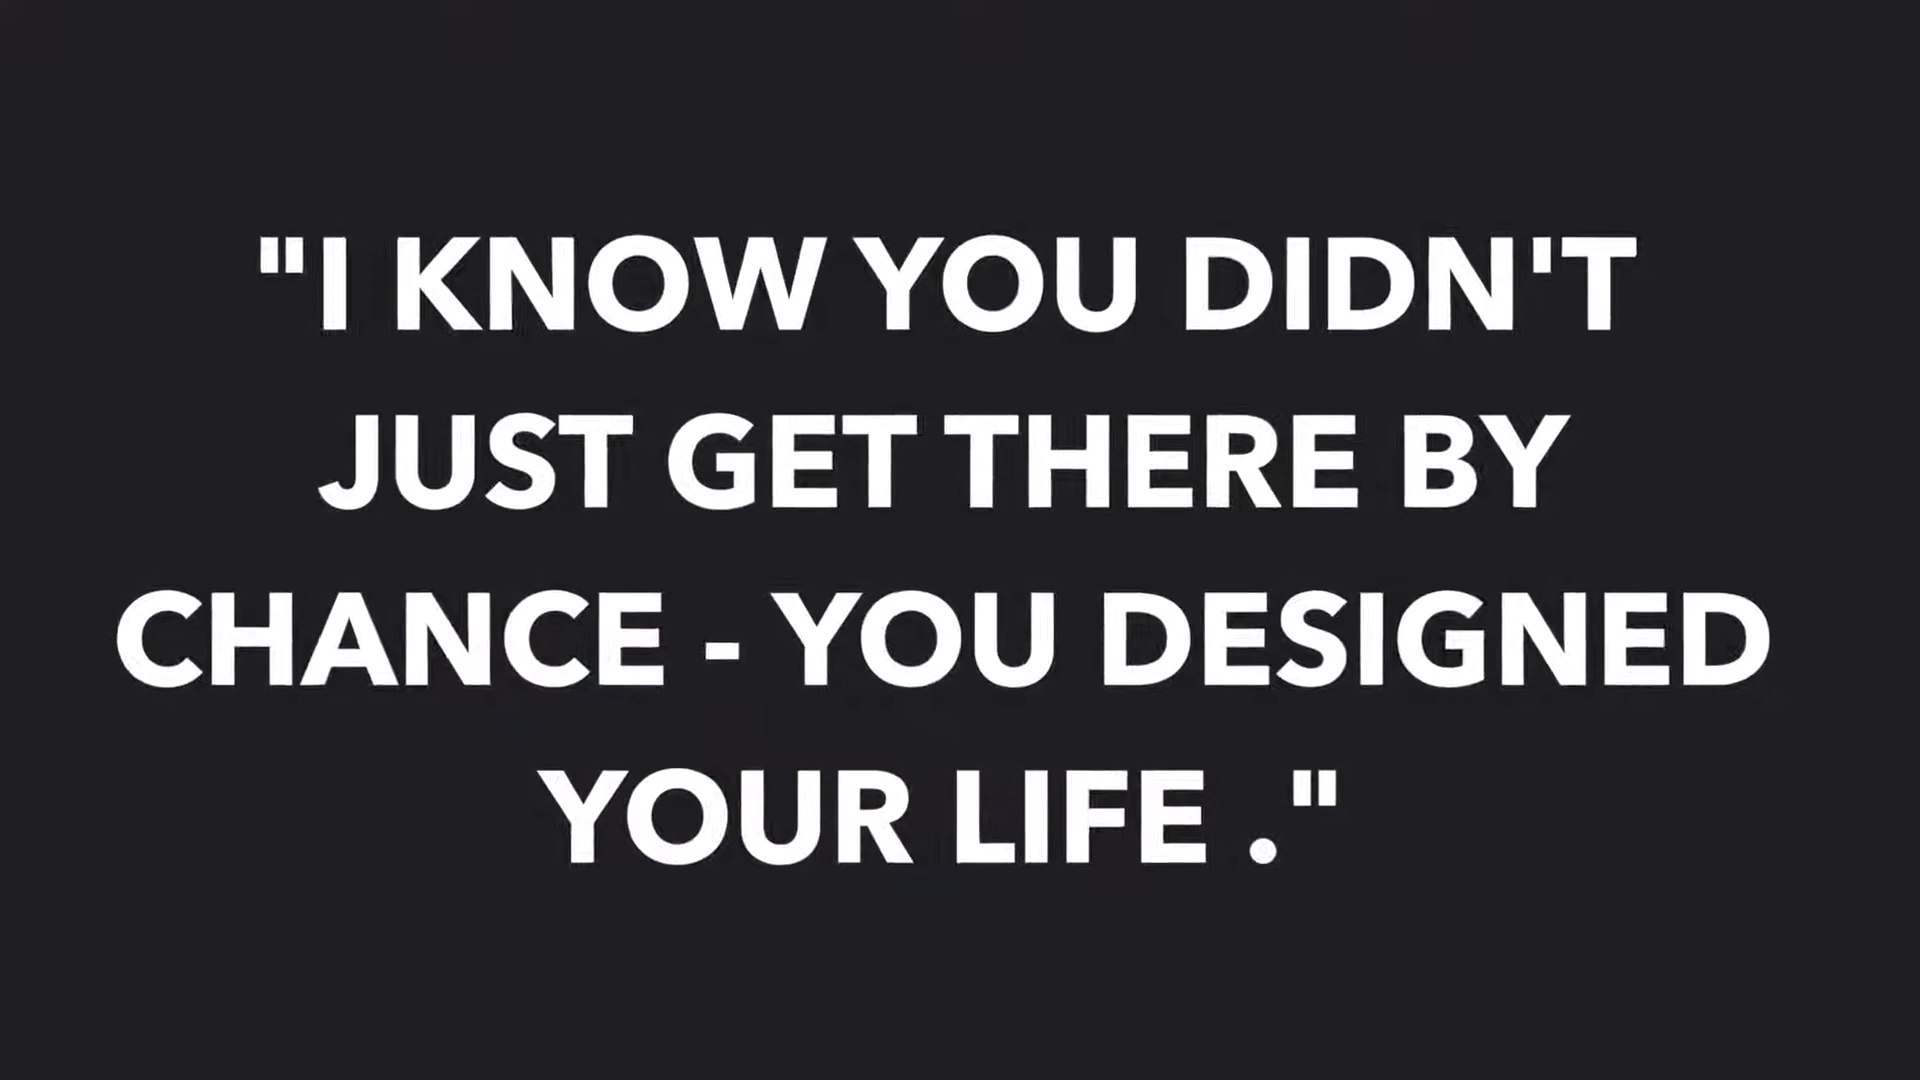 "I KNOW YOU DIDN'T
JUST GET THERE BY
CHANCE - YOU DESIGNED
YOUR LIFE ."